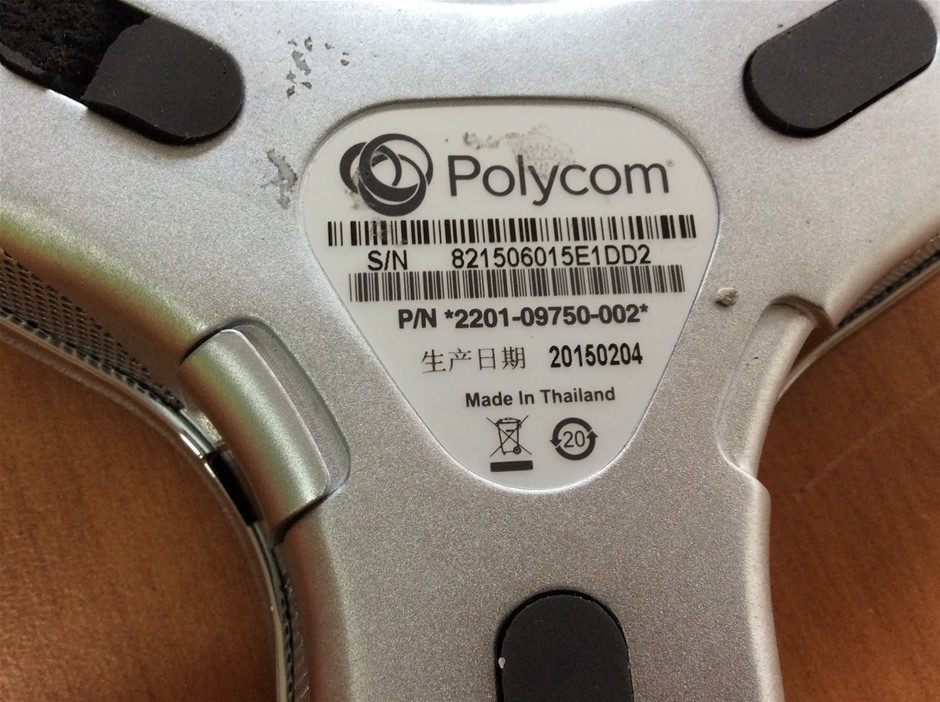 Polycom®
S/N 821506015E1DD2
P/N *2201-09750-002*
生产日期 20150204
Made In Thailand
20